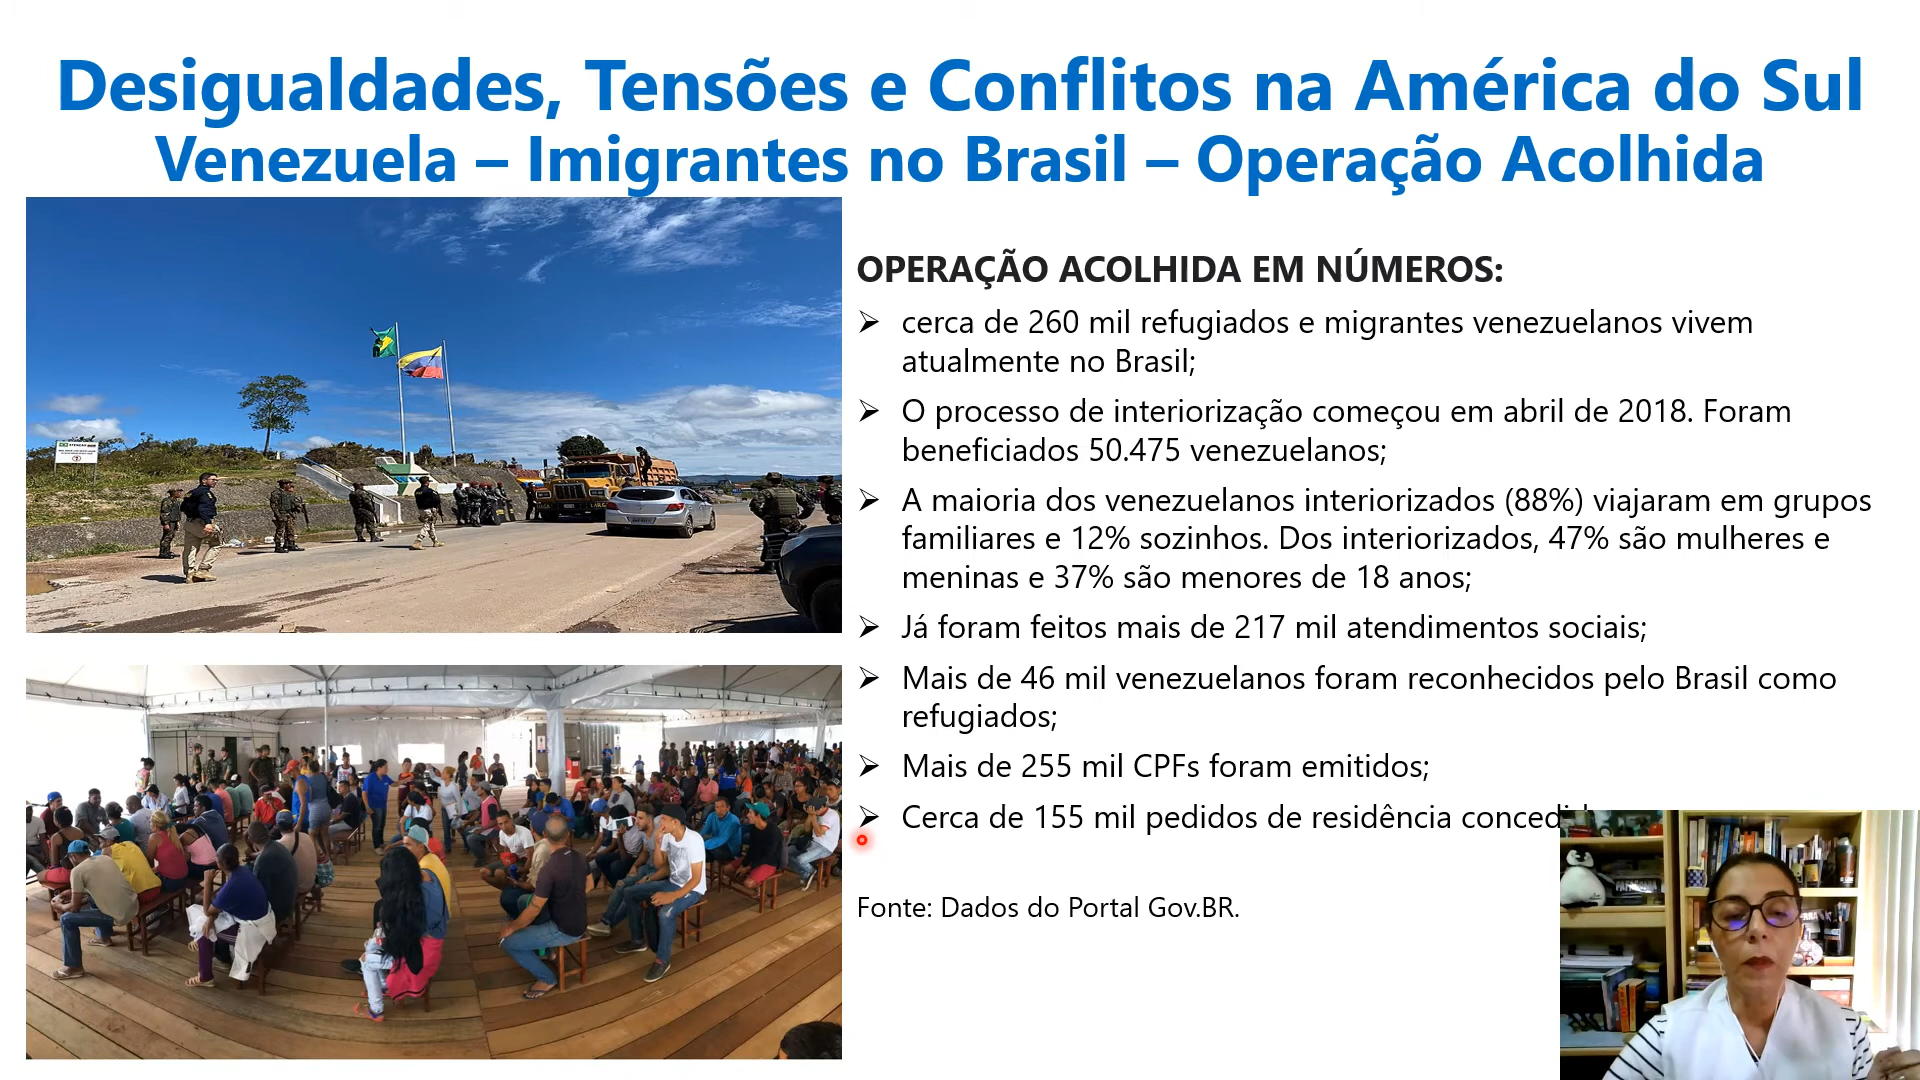 Desigualdades, Tensões e Conflitos na América do Sul
Venezuela – Imigrantes no Brasil – Operação Acolhida
OPERAÇÃO ACOLHIDA EM NÚMEROS:
➢ cerca de 260 mil refugiados e migrantes venezuelanos vivem
atualmente no Brasil;
➢ O processo de interiorização começou em abril de 2018. Foram
beneficiados 50.475 venezuelanos;
➢ A maioria dos venezuelanos interiorizados (88%) viajaram em grupos
familiares e 12% sozinhos. Dos interiorizados, 47% são mulheres e
meninas e 37% são menores de 18 anos;
➢ Já foram feitos mais de 217 mil atendimentos sociais;
➢ Mais de 46 mil venezuelanos foram reconhecidos pelo Brasil como
refugiados;
➢ Mais de 255 mil CPFs foram emitidos;
➢ Cerca de 155 mil pedidos de residência
Fonte: Dados do Portal Gov.BR.